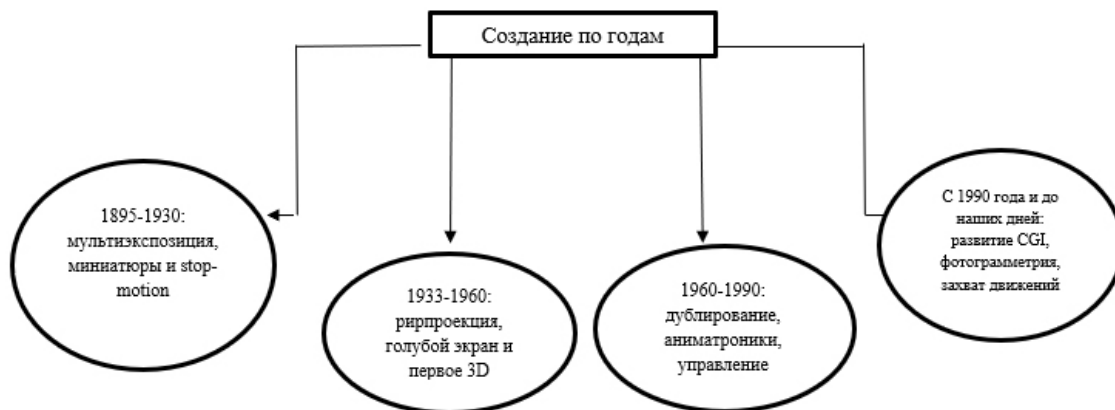 Создание по годам
1895-1930:
мультиэкспозиция,
миниатюры и stop-
motion
1933-1960:
рирпроекция,
голубой экран и
первое 3D
1960-1990:
дублирование,
аниматроники,
управление
С 1990 года и до
наших дней:
развитие CGI,
фотограмметрия,
захват движений